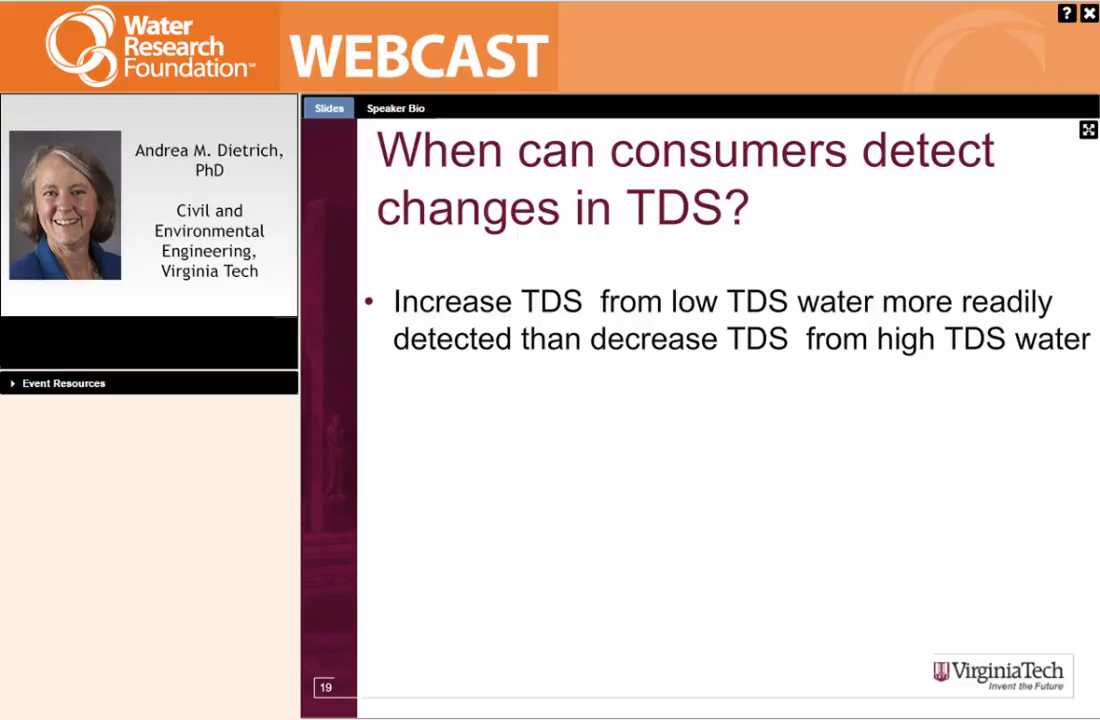 Water
Research
Foundation™
WEBCAST
?
Andrea M. Dietrich,
PhD
Civil and
Environmental
Engineering,
Virginia Tech
Event Resources
Slides
Speaker Bio
When can consumers detect
changes in TDS?
• Increase TDS from low TDS water more readily
detected than decrease TDS from high TDS water
19
VirginiaTech
Invent the Future